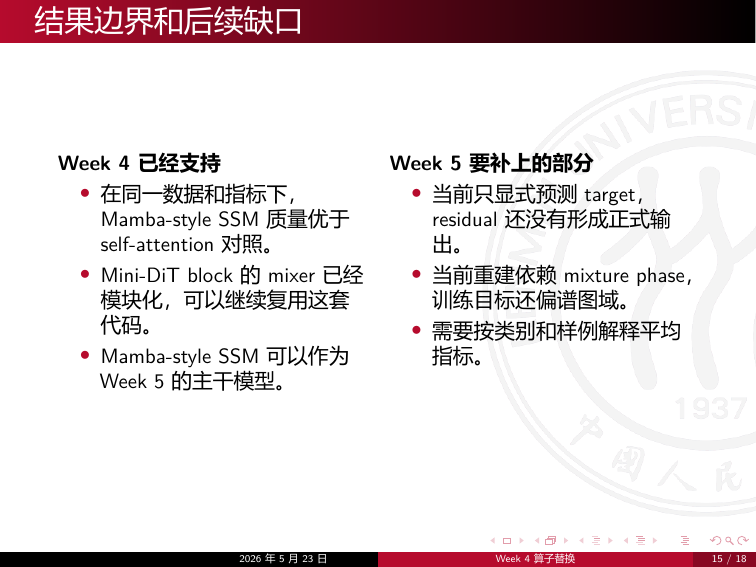 结果边界和后续缺口
Week 4 已经支持
在同一数据和指标下，
Mamba-style SSM 质量优于
self-attention 对照。
Mini-DiT block 的 mixer 已经
模块化，可以继续复用这套
代码。
Mamba-style SSM 可以作为
Week 5 的主干模型。
Week 5 要补上的部分
当前只显式预测 target，
residual 还没有形成正式输
出。
当前重建依赖 mixture phase，
训练目标还偏谱图域。
需要按类别和样例解释平均
指标。
UNIVERSI
1937
中国人民
2026 年 5 月 23 日
Week 4 算子替换
15 / 18